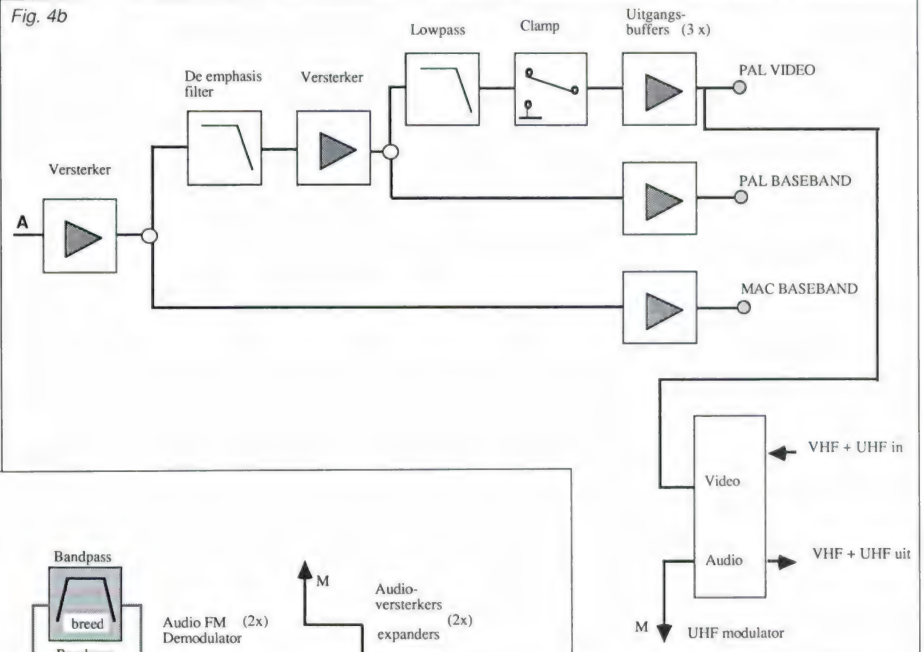 Fig. 4b
Uitgangs-
buffers (3 x)
Lowpass
Clamp
PAL VIDEO
De emphasis
filter
Versterker
Versterker
A
PAL BASEBAND
MAC BASEBAND
VHF + UHF in
Video
Audio
VHF + UHF uit
M
UHF modulator
Bandpass
breed
Audio FM (2x)
Demodulator
M
Audio-
versterkers
(2x)
expanders